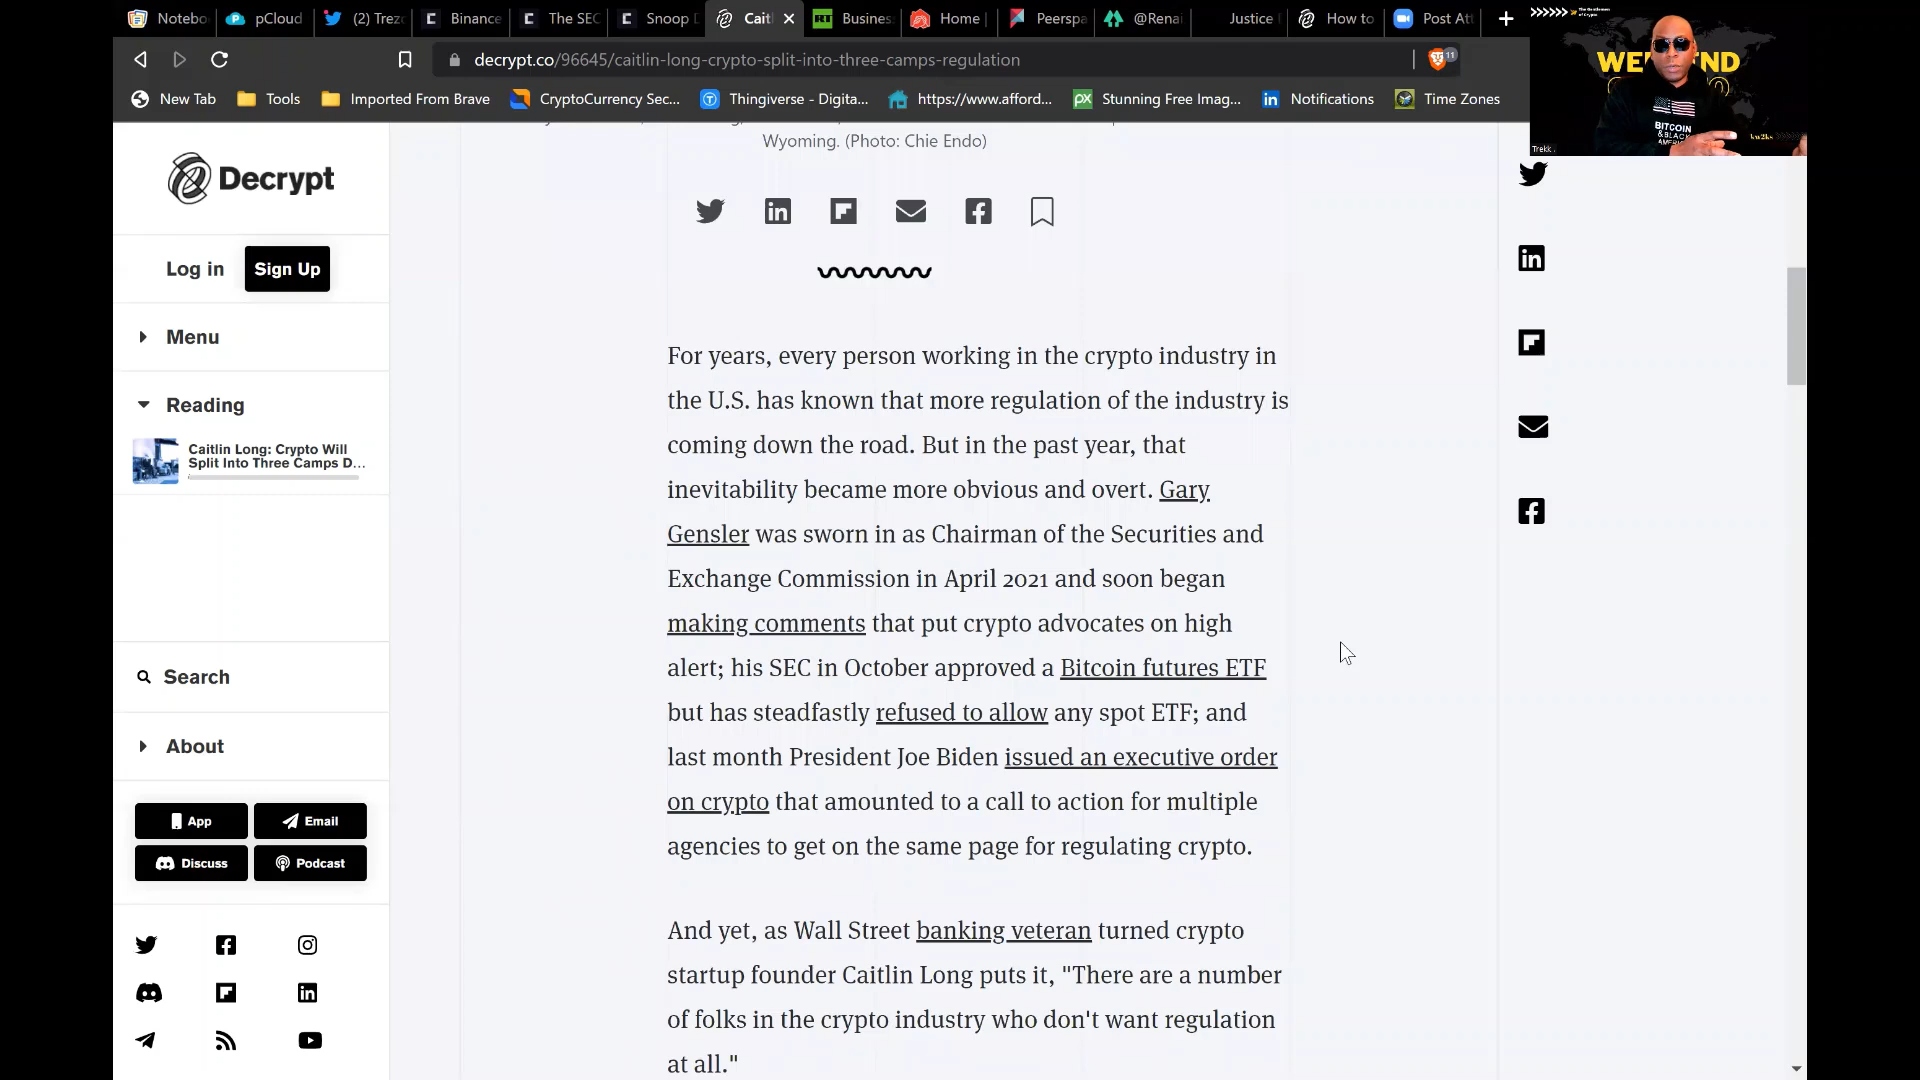 Notebo
pCloud
(2) Trez
Binance
The SEC
Snoop D
Cait
Busines
Home
Peerspa
@Renai
Justice
How to
Post Att
decrypt.co/96645/caitlin-long-crypto-split-into-three-camps-regulation
11
New Tab
Tools
Imported From Brave
CryptoCurrency Sec...
Thingiverse - Digita...
https://www.afford...
Stunning Free Imag...
Notifications
Time Zones
BITCOIN
& BLACK
AMERICA
Trekk .
Decrypt
Log in
Sign Up
Menu
Reading
Caitlin Long: Crypto Will
Split Into Three Camps D...
Search
About
App
Email
Discuss
Podcast
Wyoming. (Photo: Chie Endo)
For years, every person working in the crypto industry in
the U.S. has known that more regulation of the industry is
coming down the road. But in the past year, that
inevitability became more obvious and overt. Gary
Gensler was sworn in as Chairman of the Securities and
Exchange Commission in April 2021 and soon began
making comments that put crypto advocates on high
alert; his SEC in October approved a Bitcoin futures ETF
but has steadfastly refused to allow any spot ETF; and
last month President Joe Biden issued an executive order
on crypto that amounted to a call to action for multiple
agencies to get on the same page for regulating crypto.
And yet, as Wall Street banking veteran turned crypto
startup founder Caitlin Long puts it, "There are a number
of folks in the crypto industry who don't want regulation
at all."